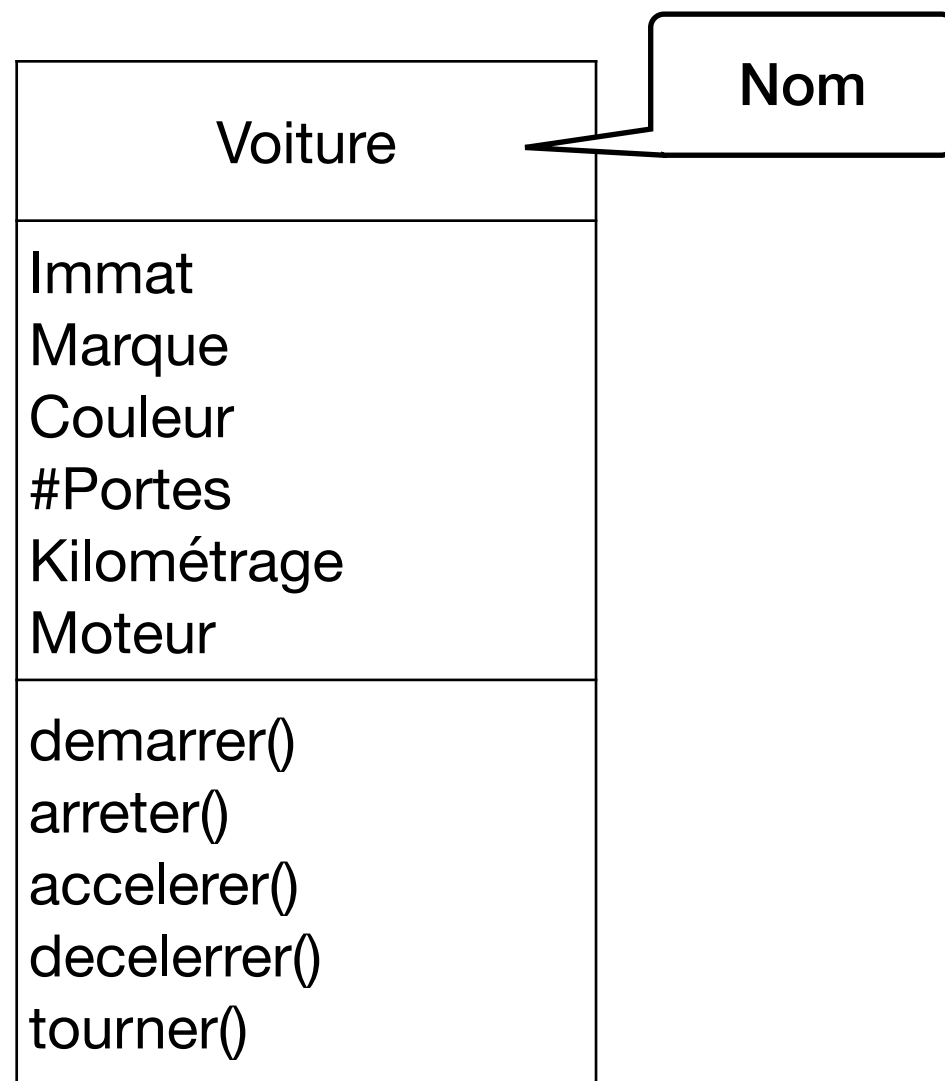 Nom
Voiture
Immat
Marque
Couleur
#Portes
Kilométrage
Moteur
demarrer()
arreter()
accelerer()
decelerrer()
tourner()